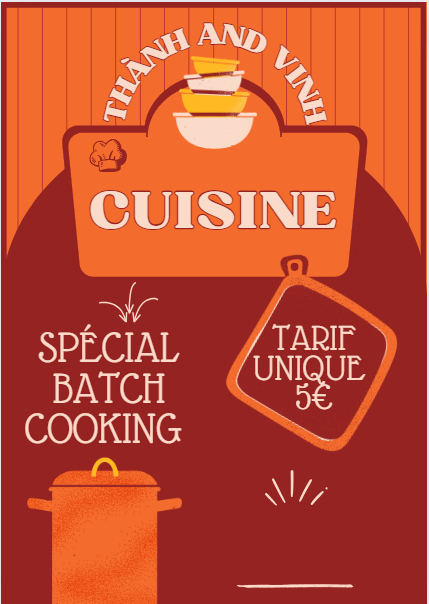 THÀNH AND VINH
CUISINE
SPÉCIAL
BATCH
COOKING
TARIF
UNIQUE
5€